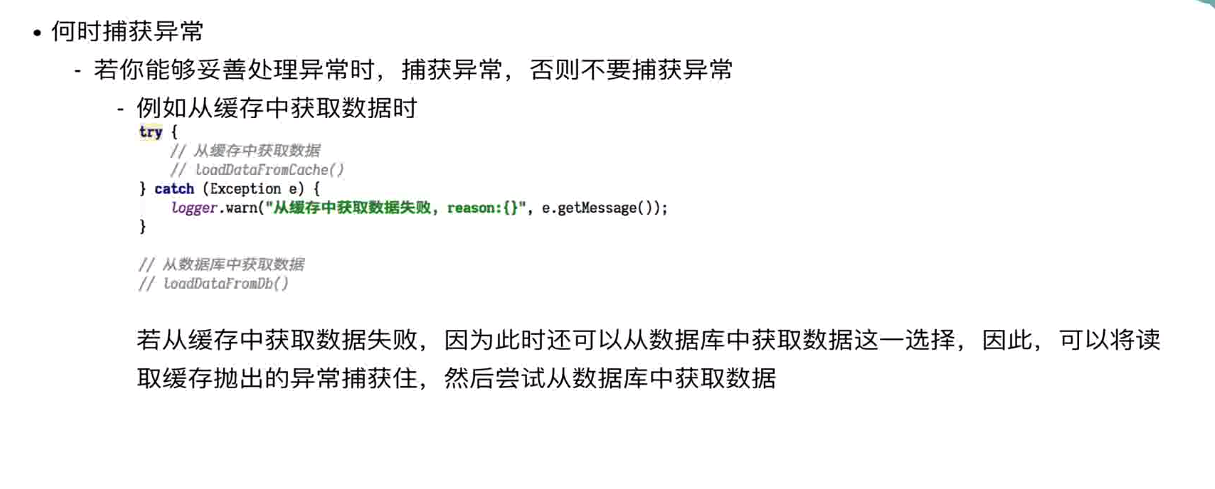 • 何时捕获异常
- 若你能够妥善处理异常时，捕获异常，否则不要捕获异常
- 例如从缓存中获取数据时
try {
// 从缓存中获取数据
// loadDataFromCache()
} catch (Exception e) {
logger.warn("从缓存中获取数据失败，reason:{}", e.getMessage());
}
// 从数据库中获取数据
// loadDataFromDb()
若从缓存中获取数据失败，因为此时还可以从数据库中获取数据这一选择，因此，可以将读
取缓存抛出的异常捕获住，然后尝试从数据库中获取数据